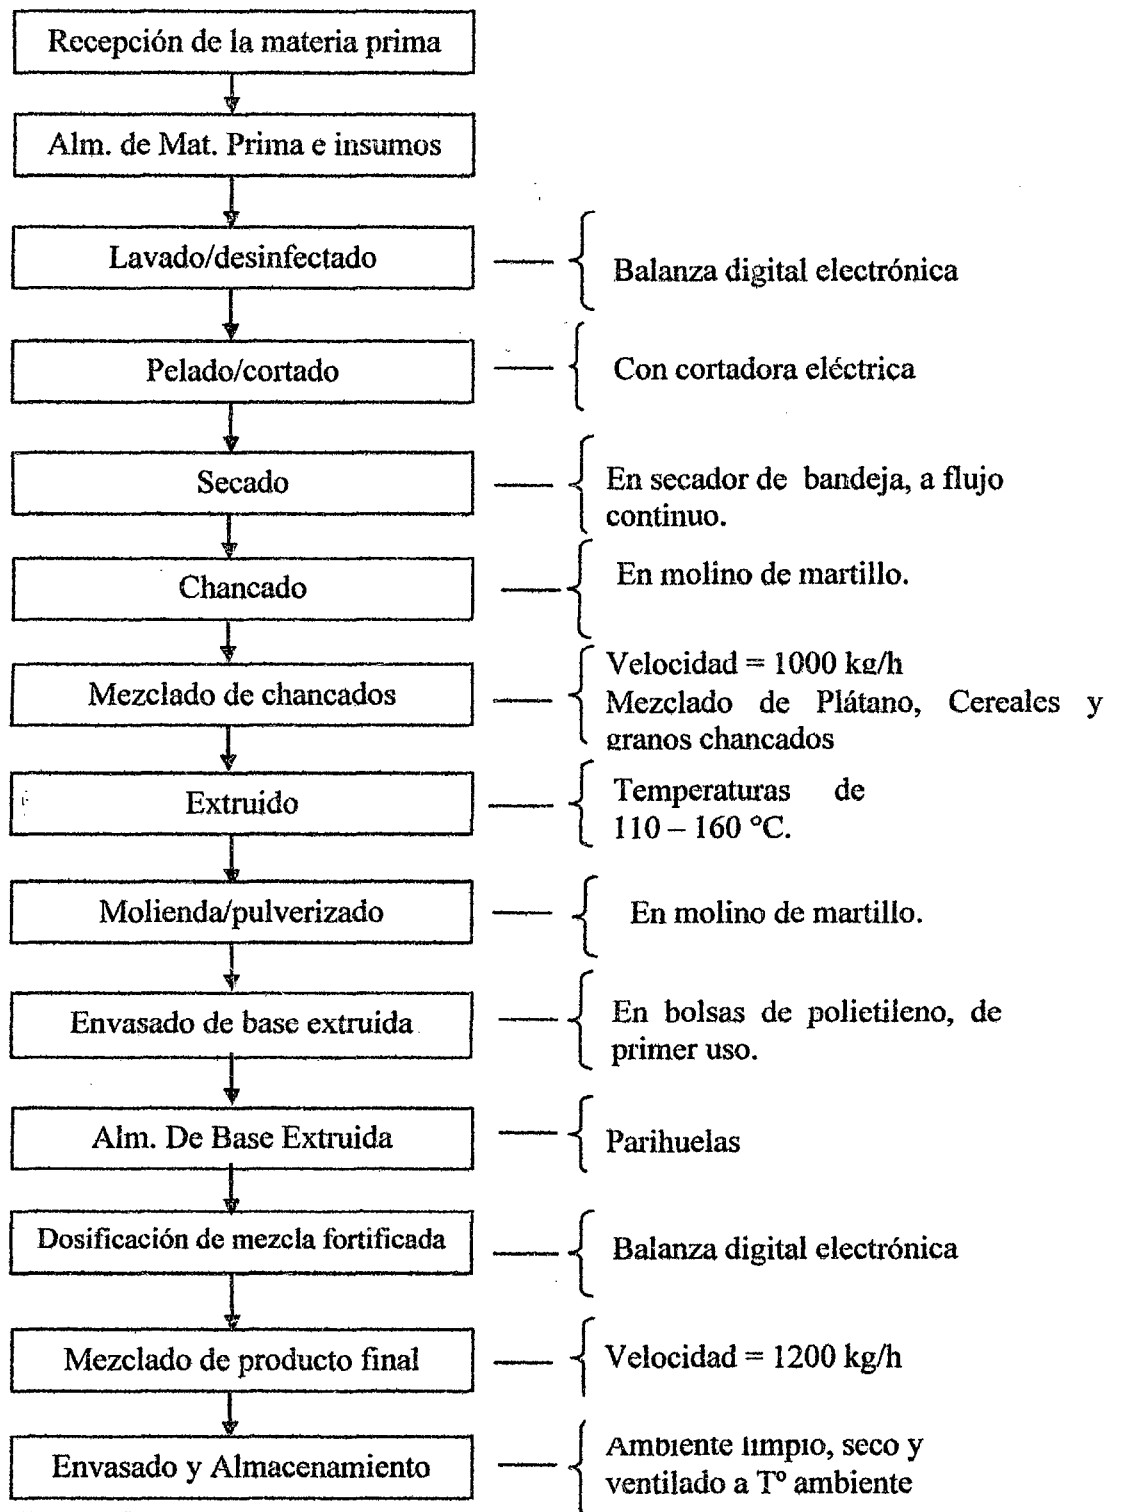 Recepción de la materia prima
Alm. de Mat. Prima e insumos
Lavado/desinfectado
Balanza digital electrónica
Pelado/cortado
Con cortadora eléctrica
Secado
En secador de bandeja, a flujo
continuo.
Chancado
En molino de martillo.
Mezclado de chancados
Velocidad = 1000 kg/h
Mezclado de Plátano, Cereales y
granos chancados
Extruido
Temperaturas de
110 – 160 ºC.
Molienda/pulverizado
En molino de martillo.
Envasado de base extruida
En bolsas de polietileno, de
primer uso.
Alm. De Base Extruida
Parihuelas
Dosificación de mezcla fortificada
Balanza digital electrónica
Mezclado de producto final
Velocidad = 1200 kg/h
Envasado y Almacenamiento
Ambiente limpio, seco y
ventilado a Tº ambiente